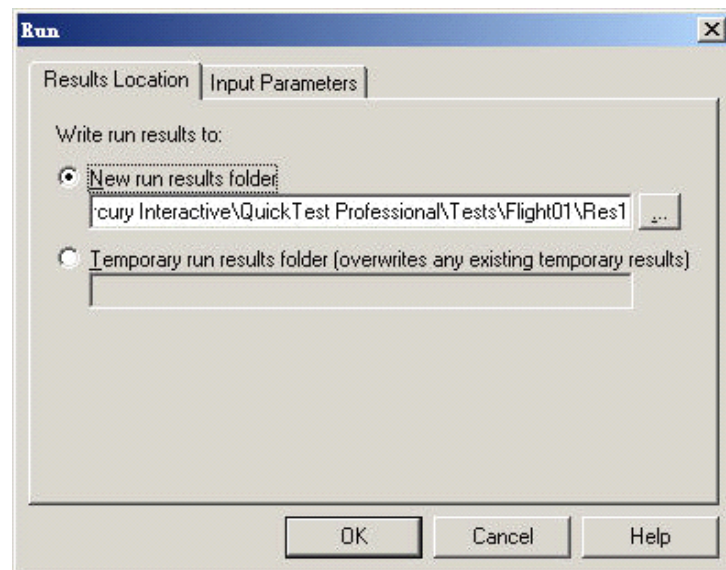 Run
Results Location Input Parameters
Write run results to:
New run results folder
cury Interactive\QuickTest Professional\Tests\Flight01\Res1 ...
Temporary run results folder (overwrites any existing temporary results)
OK Cancel Help